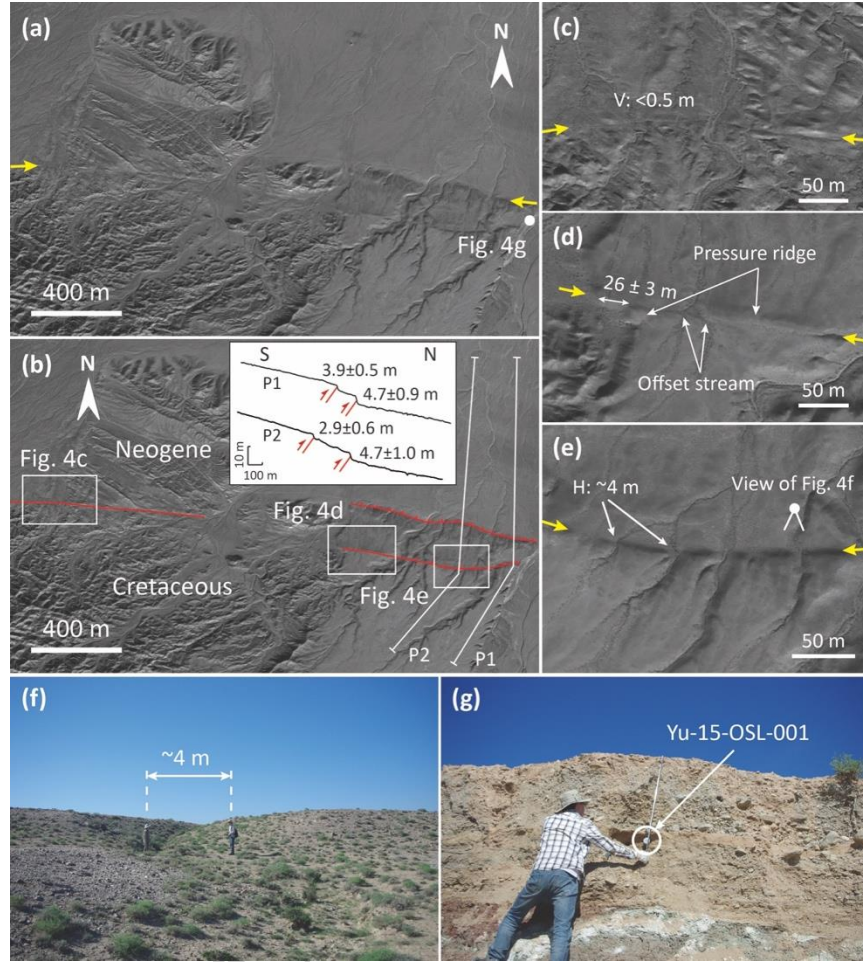 (a)
N
Fig. 4g
400 m
(b)
N
S
N
P1
3.9±0.5 m
4.7±0.9 m
P2
2.9±0.6 m
4.7±1.0 m
10 m
100 m
Fig. 4c
Neogene
Fig. 4d
Cretaceous
Fig. 4e
400 m
P2
P1
(c)
V: <0.5 m
50 m
(d)
Pressure ridge
26 ± 3 m
Offset stream
50 m
(e)
H: ~4 m
View of Fig. 4f
50 m
(f)
~4 m
(g)
Yu-15-OSL-001